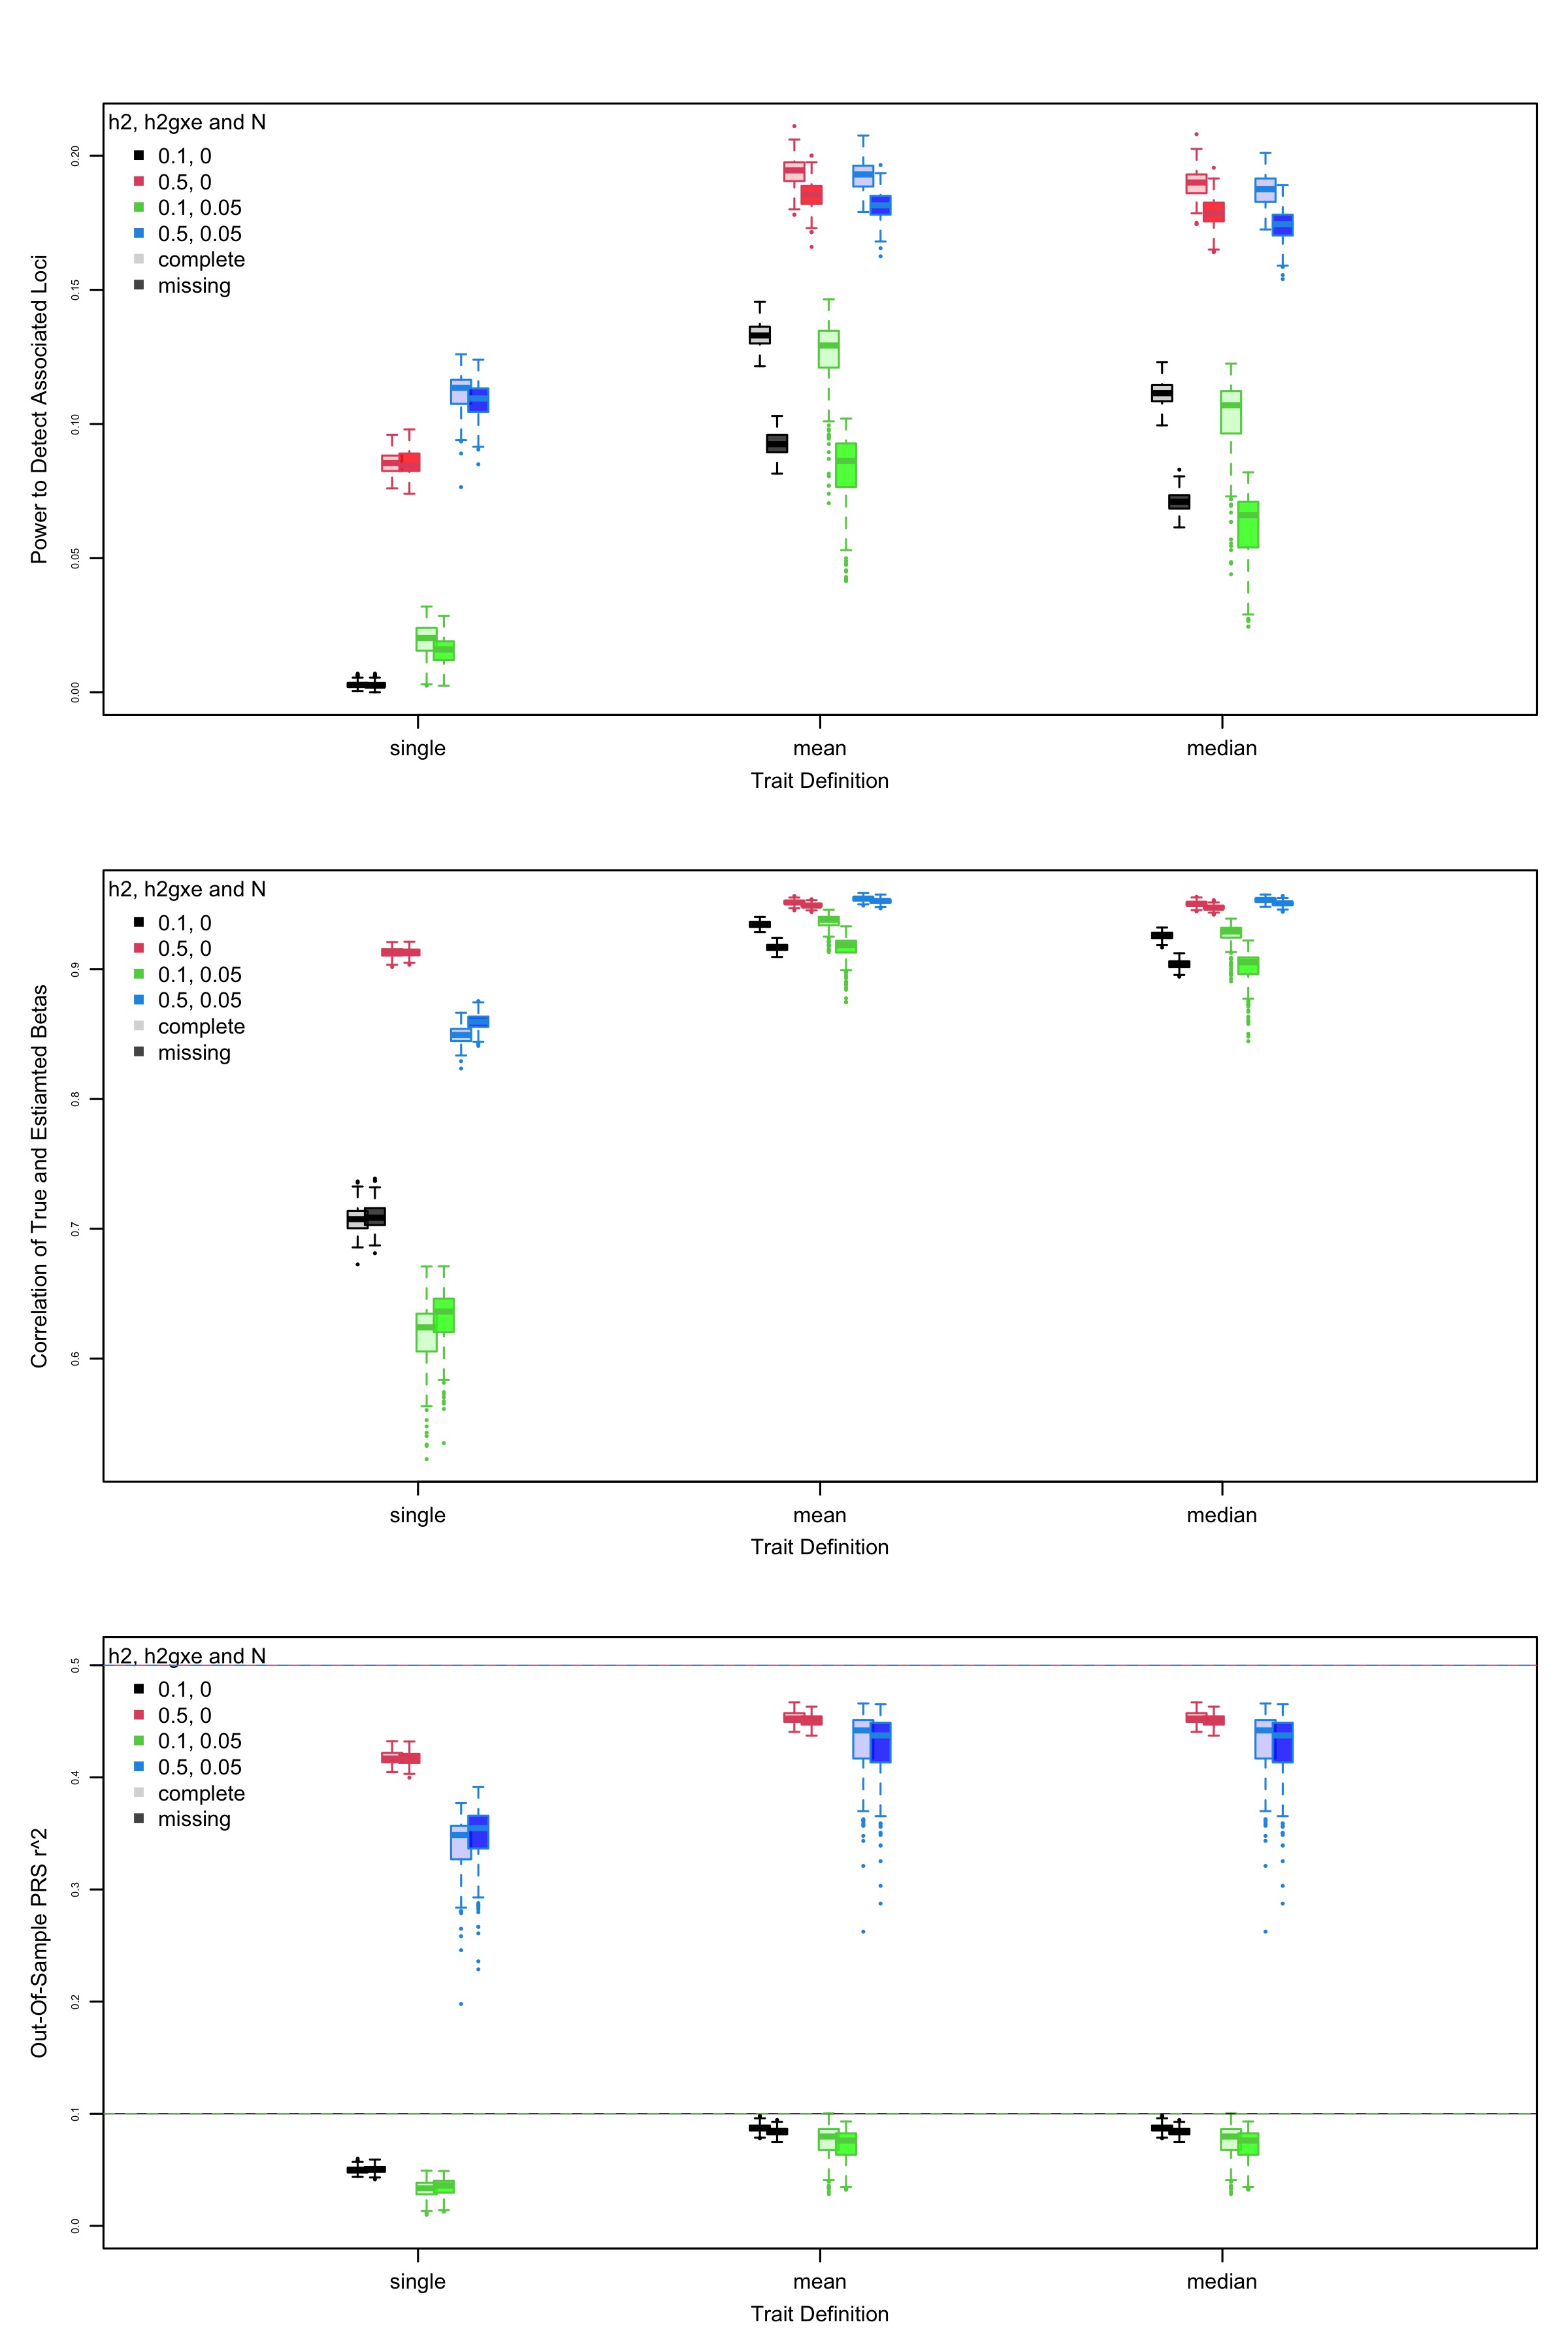 h2, h2gxe and N
0.1, 0
0.5, 0
0.1, 0.05
0.5, 0.05
complete
missing
Power to Detect Associated Loci
0.20
0.15
0.10
0.05
0.00
single mean median
Trait Definition
h2, h2gxe and N
0.1, 0
0.5, 0
0.1, 0.05
0.5, 0.05
complete
missing
Correlation of True and Estiamted Betas
0.9
0.8
0.7
0.6
single mean median
Trait Definition
h2, h2gxe and N
0.1, 0
0.5, 0
0.1, 0.05
0.5, 0.05
complete
missing
Out-Of-Sample PRS r^2
0.5
0.4
0.3
0.2
0.1
0.0
single mean median
Trait Definition